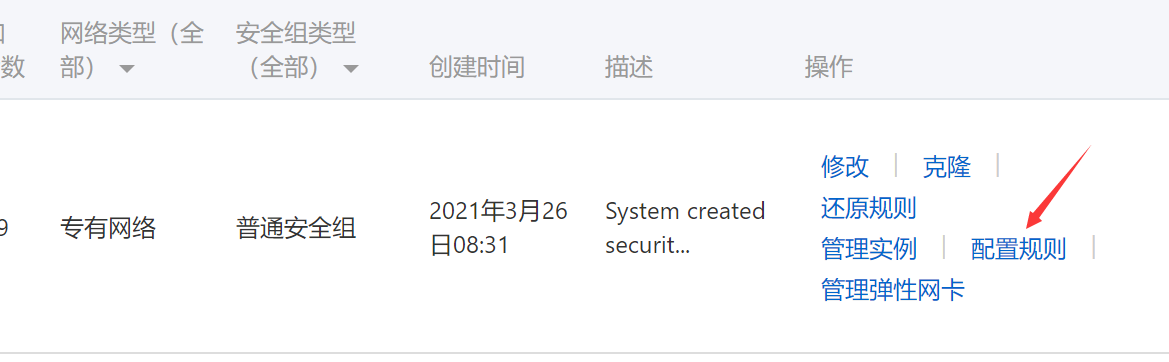 数
网络类型（全
部）
安全组类型
（全部）
创建时间
描述
操作
9
专有网络
普通安全组
2021年3月26
日08:31
System created
securit...
修改 | 克隆 |
还原规则
管理实例 | 配置规则 |
管理弹性网卡